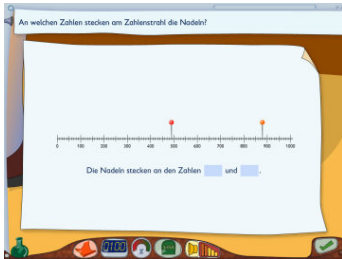 An welchen Zahlen stecken am Zahlenstrahl die Nadeln?
0 100 200 300 400 500 600 700 800 900 1000
Die Nadeln stecken an den Zahlen und .